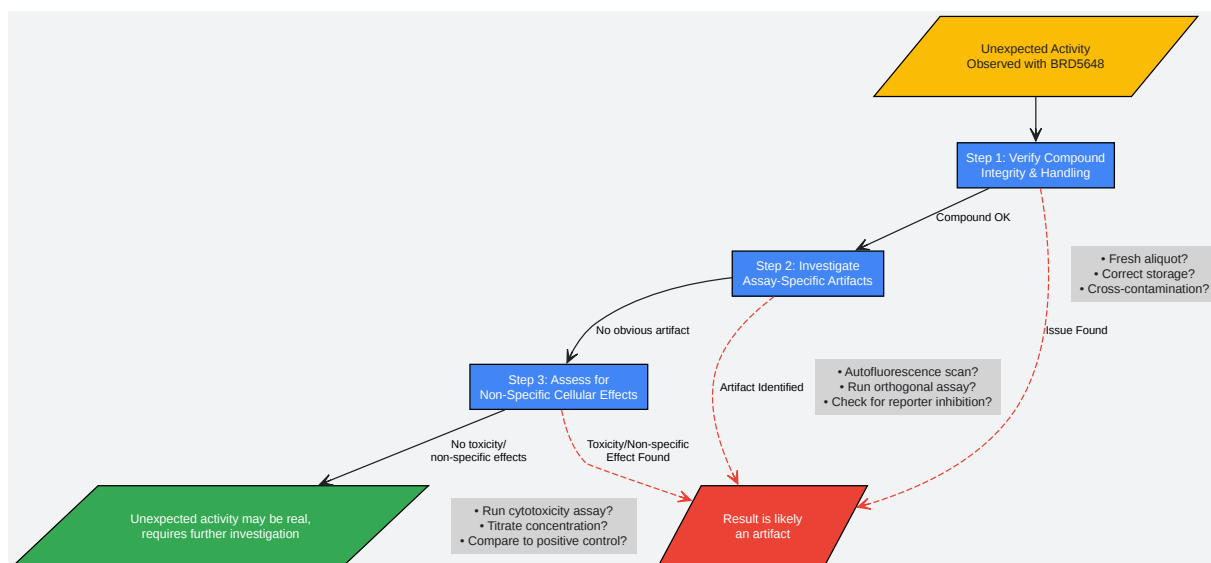 Unexpected Activity
Observed with BRD5648
Step 1: Verify Compound
Integrity & Handling
Compound OK
• Fresh aliquot?
• Correct storage?
• Cross-contamination?
Step 2: Investigate
Assay-Specific Artifacts
No obvious artifact
Issue Found
Step 3: Assess for
Non-Specific Cellular Effects
Artifact Identified
• Autofluorescence scan?
• Run orthogonal assay?
• Check for reporter inhibition?
No toxicity/
non-specific effects
Toxicity/Non-specific
Effect Found
Unexpected activity may be real,
requires further investigation
• Run cytotoxicity assay?
• Titrate concentration?
• Compare to positive control?
Result is likely
an artifact